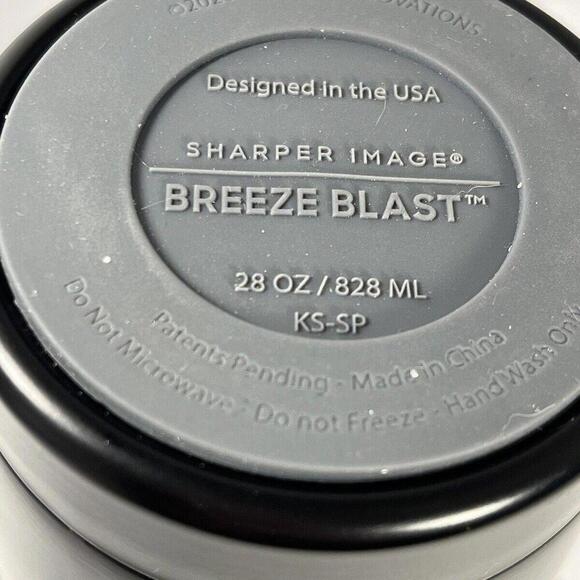 Designed in the USA
SHARPER IMAGE®
BREEZE BLAST™
28 OZ / 828 ML
KS-SP
Patents Pending - Made in China
Do Not Microwave - Do not Freeze - Hand Wash